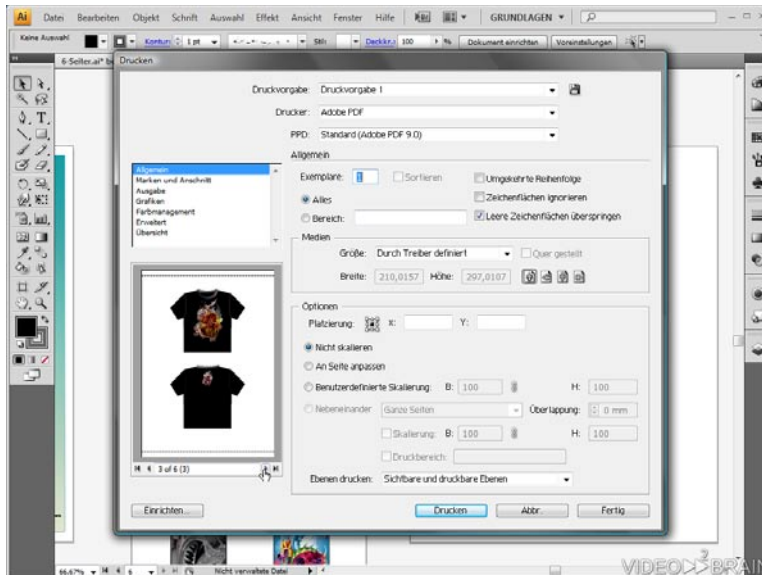 Ai Datei Bearbeiten Objekt Schrift Auswahl Effekt Ansicht Fenster Hilfe Br GRUNDLAGEN
Keine Auswahl Kontur: 1 pt Stil: Deckkr.: 100 % Dokument einrichten Voreinstellungen
6-Seiter.ai*
Drucken
Druckvorgabe: Druckvorgabe 1
Drucker: Adobe PDF
PPD: Standard (Adobe PDF 9.0)
Allgemein
Marken und Anschnitt
Ausgabe
Grafiken
Farbmanagement
Erweitert
Übersicht
Allgemein
Exemplare: 1 Sortieren Umgekehrte Reihenfolge
Alles Zeichenflächen ignorieren
Bereich: Leere Zeichenflächen überspringen
Medien
Größe: Durch Treiber definiert Quer gestellt
Breite: 210,0157 Höhe: 297,0107
Optionen
Platzierung: X: Y:
Nicht skalieren
An Seite anpassen
Benutzerdefinierte Skalierung: B: 100 H: 100
Nebeneinander Ganze Seiten Überlappung: 0 mm
Skalierung: B: 100 H: 100
Druckbereich:
3 of 6 (3)
Ebenen drucken: Sichtbare und druckbare Ebenen
Einrichten... Drucken Abbr. Fertig
66,67% 6 Nicht verwaltete Datei
VIDEO2BRAIN